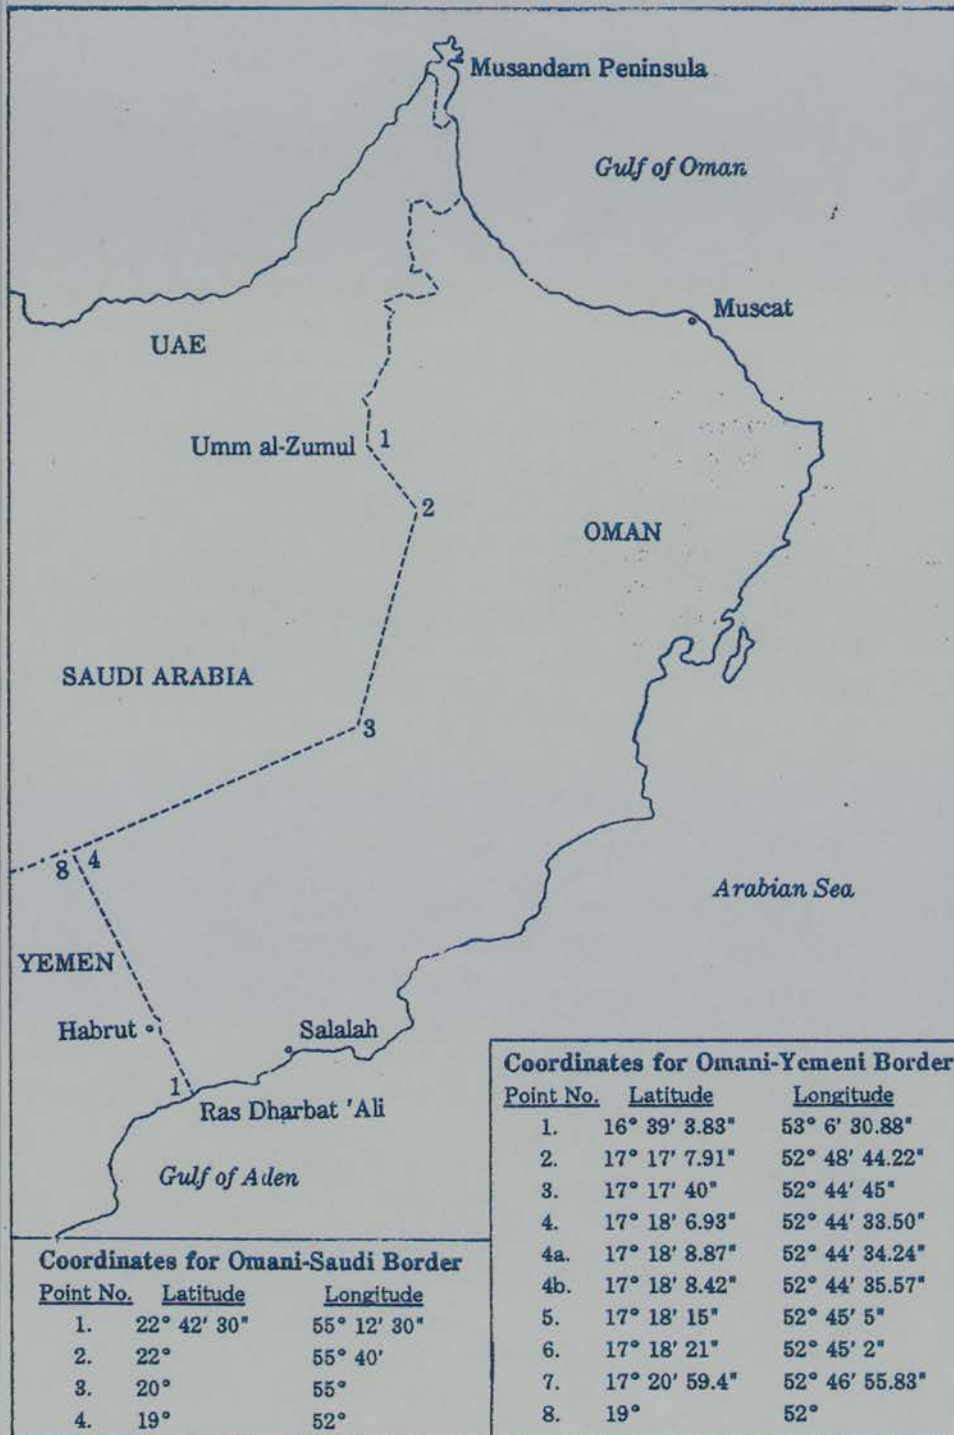 Musandam Peninsula
Gulf of Oman
Muscat
UAE
Umm al-Zumul
1
2
OMAN
SAUDI ARABIA
3
8
4
Arabian Sea
YEMEN
Habrut
Salalah
1
Ras Dharbat 'Ali
Gulf of Aden
Coordinates for Omani-Yemeni Border
Point No. Latitude Longitude
1. 16° 39' 3.83" 53° 6' 30.88"
2. 17° 17' 7.91" 52° 48' 44.22"
3. 17° 17' 40" 52° 44' 45"
4. 17° 18' 6.93" 52° 44' 33.50"
4a. 17° 18' 8.87" 52° 44' 34.24"
4b. 17° 18' 8.42" 52° 44' 35.57"
5. 17° 18' 15" 52° 45' 5"
6. 17° 18' 21" 52° 45' 2"
7. 17° 20' 59.4" 52° 46' 55.83"
8. 19° 52°
Coordinates for Omani-Saudi Border
Point No. Latitude Longitude
1. 22° 42' 30" 55° 12' 30"
2. 22° 55° 40'
3. 20° 55°
4. 19° 52°